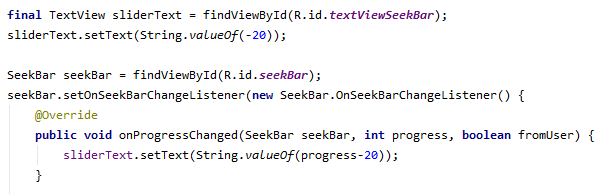 final TextView sliderText = findViewById(R.id.textViewSeekBar);
sliderText.setText(String.valueOf(-20));
SeekBar seekBar = findViewById(R.id.seekBar);
seekBar.setOnSeekBarChangeListener(new SeekBar.OnSeekBarChangeListener() {
@Override
public void onProgressChanged(SeekBar seekBar, int progress, boolean fromUser) {
sliderText.setText(String.valueOf(progress-20));
}